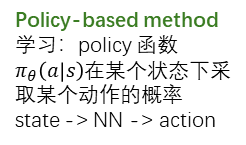 Policy-based method
学习：policy 函数
π_θ(a|s)在某个状态下采
取某个动作的概率
state -> NN -> action